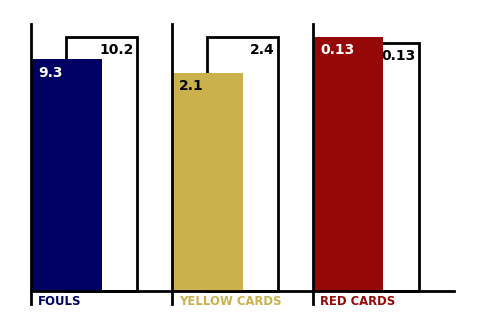 10.2
9.3
2.4
2.1
0.13
0.13
FOULS
YELLOW CARDS
RED CARDS